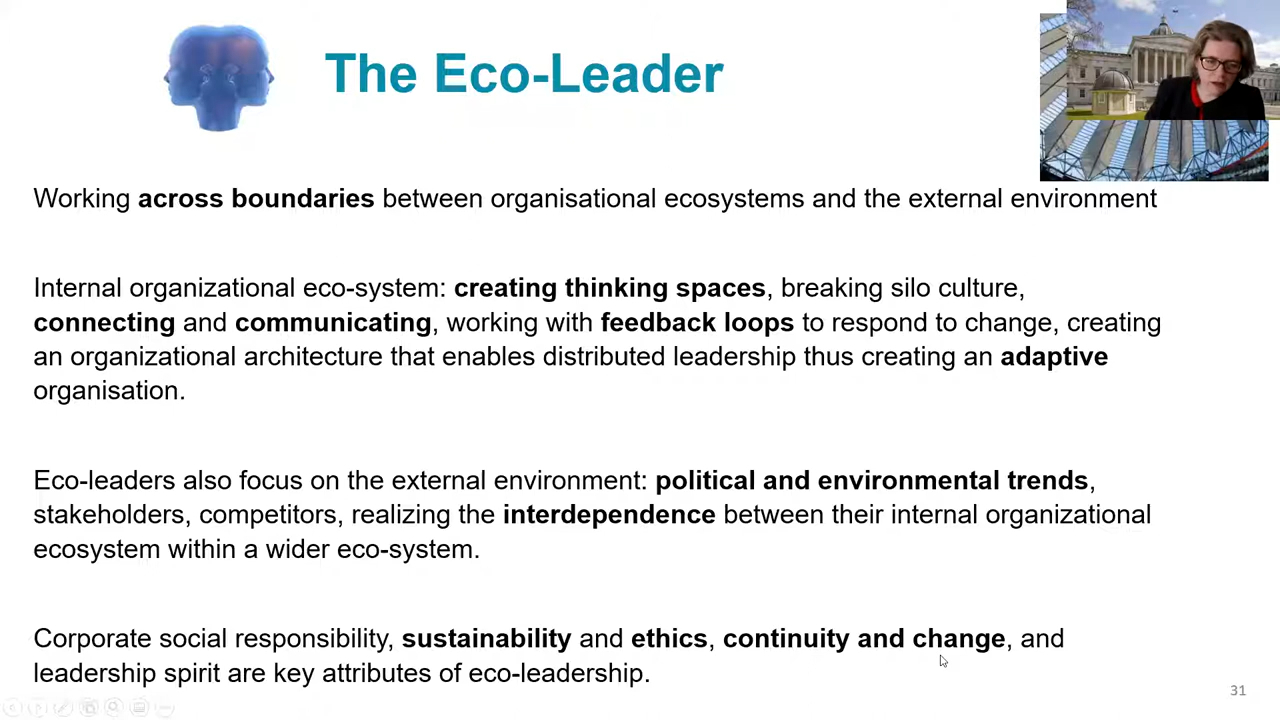 The Eco-Leader
Working across boundaries between organisational ecosystems and the external environment
Internal organizational eco-system: creating thinking spaces, breaking silo culture,
connecting and communicating, working with feedback loops to respond to change, creating
an organizational architecture that enables distributed leadership thus creating an adaptive
organisation.
Eco-leaders also focus on the external environment: political and environmental trends,
stakeholders, competitors, realizing the interdependence between their internal organizational
ecosystem within a wider eco-system.
Corporate social responsibility, sustainability and ethics, continuity and change, and
leadership spirit are key attributes of eco-leadership.
31